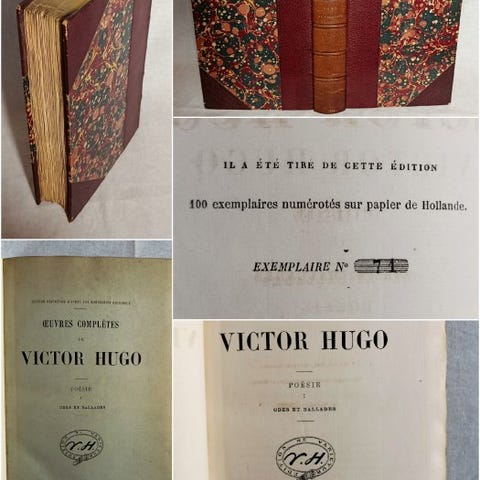 IL A ÉTÉ TIRÉ DE CETTE ÉDITION
100 exemplaires numérotés sur papier de Hollande.
EXEMPLAIRE Nº 71
ŒUVRES COMPLÈTES
DE
VICTOR HUGO
POÉSIE
I
ODES ET BALLADES
V.H.
VICTOR HUGO
POÉSIE
I
ODES ET BALLADES
V.H.